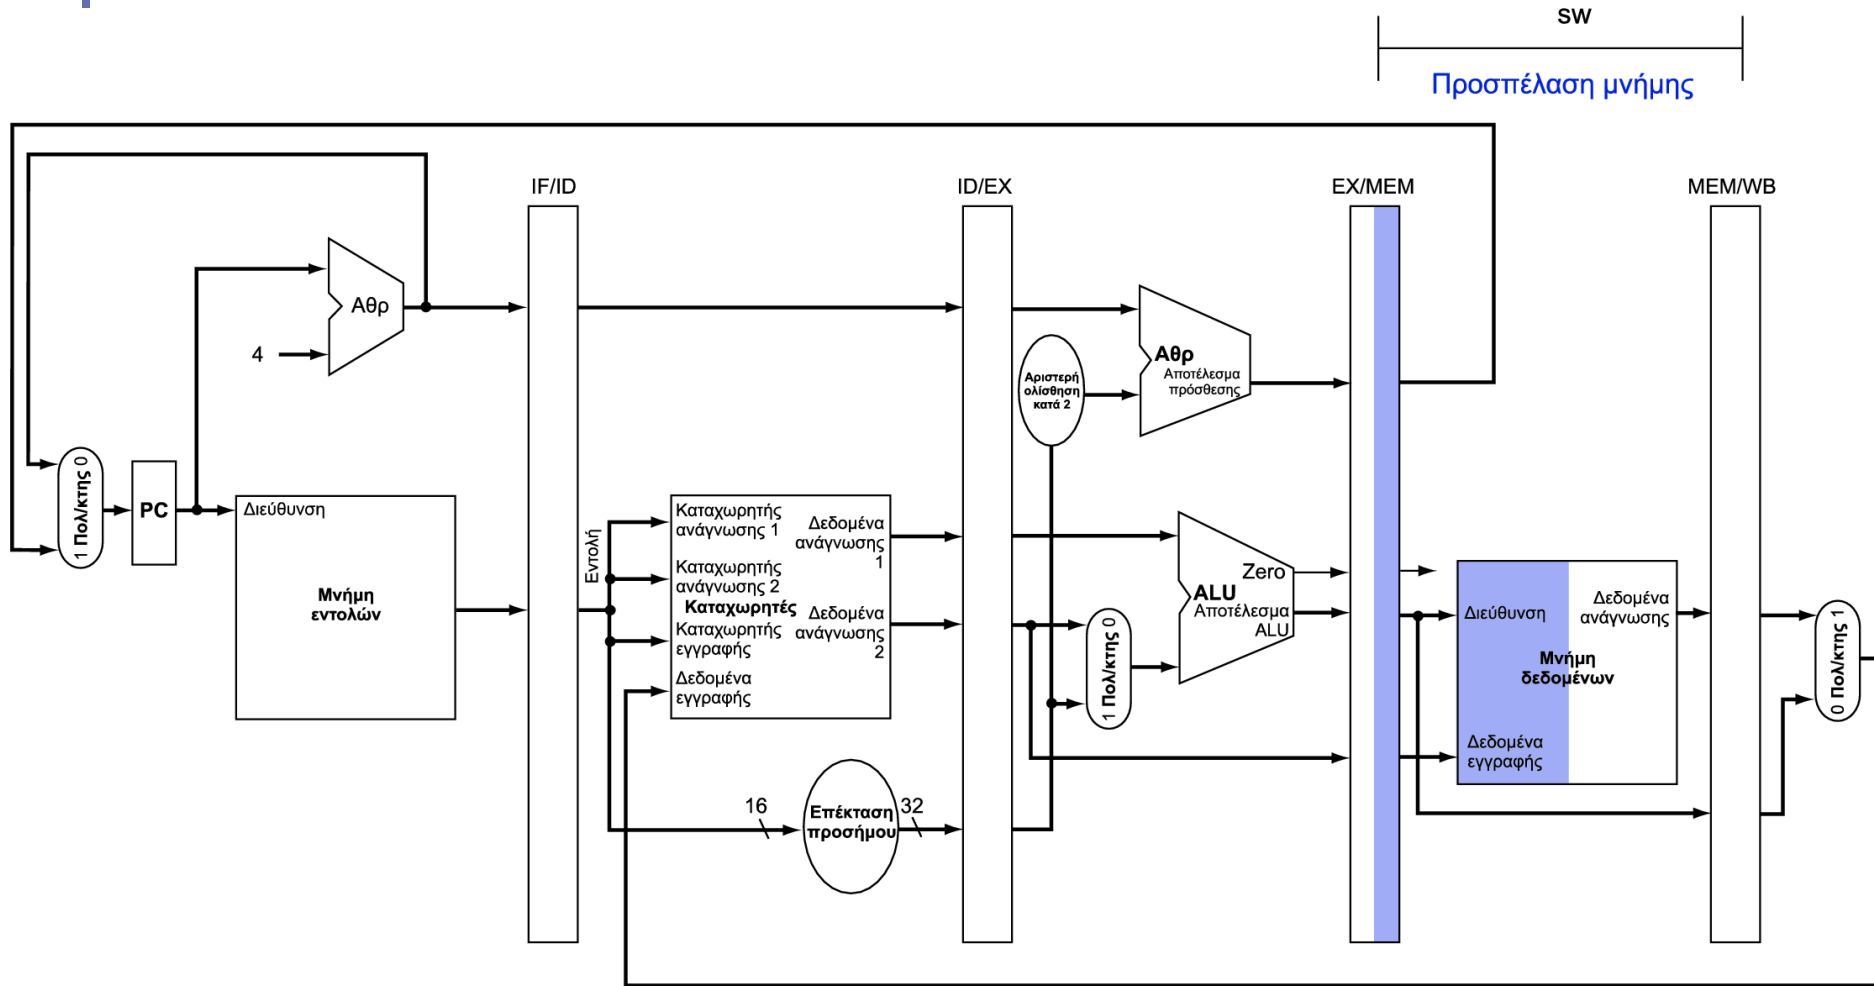 SW
Προσπέλαση μνήμης
IF/ID
ID/EX
EX/MEM
MEM/WB
Αθρ
4
Αριστερή
ολίσθηση
κατά 2
Αθρ
Αποτέλεσμα
πρόσθεσης
1 Πολ/κτης 0
PC
Διεύθυνση
Μνήμη
εντολών
Εντολή
Καταχωρητής
ανάγνωσης 1
Καταχωρητής
ανάγνωσης 2
Καταχωρητές
Καταχωρητής
εγγραφής
Δεδομένα
εγγραφής
Δεδομένα
ανάγνωσης
1
Δεδομένα
ανάγνωσης
2
16
Επέκταση
προσήμου
32
1 Πολ/κτης 0
Zero
ALU
Αποτέλεσμα
ALU
Διεύθυνση
Δεδομένα
ανάγνωσης
Μνήμη
δεδομένων
Δεδομένα
εγγραφής
0 Πολ/κτης 1